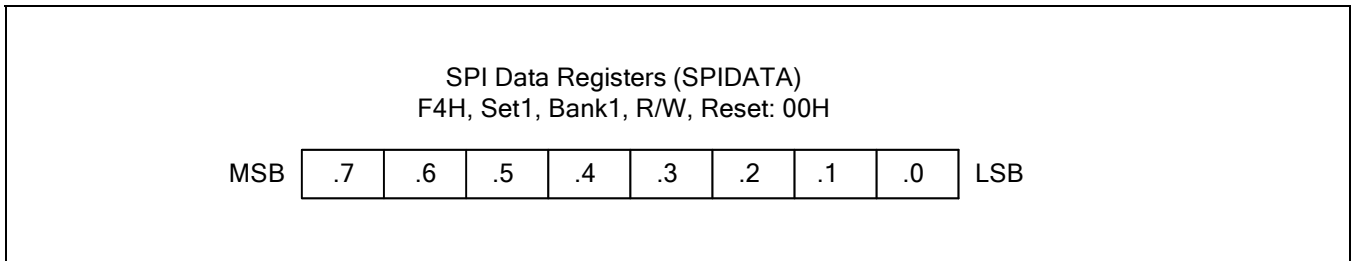 SPI Data Registers (SPIDATA)
F4H, Set1, Bank1, R/W, Reset: 00H
MSB .7 .6 .5 .4 .3 .2 .1 .0 LSB